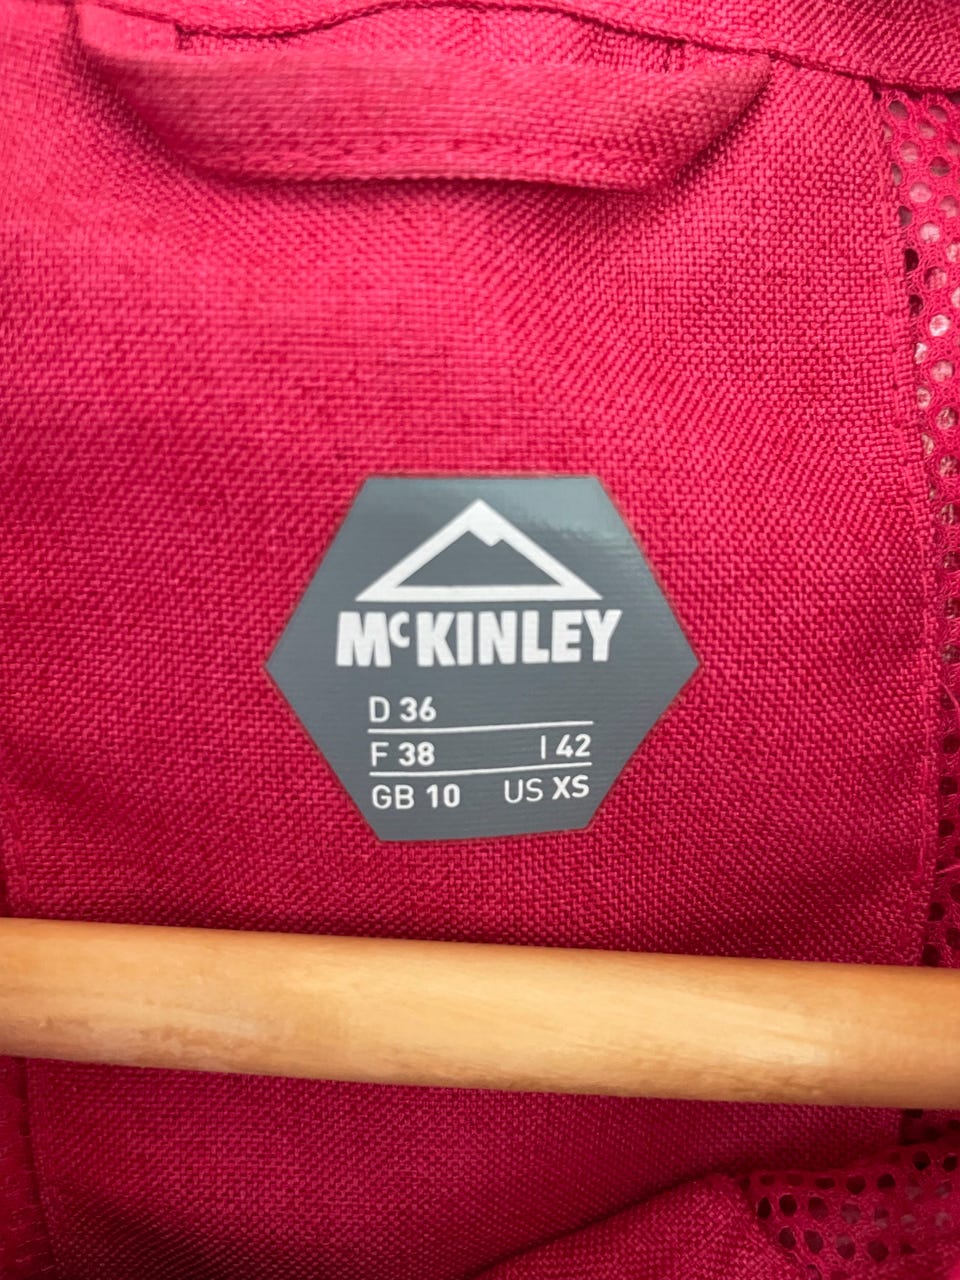 McKINLEY
D 36
F 38 I 42
GB 10 US XS